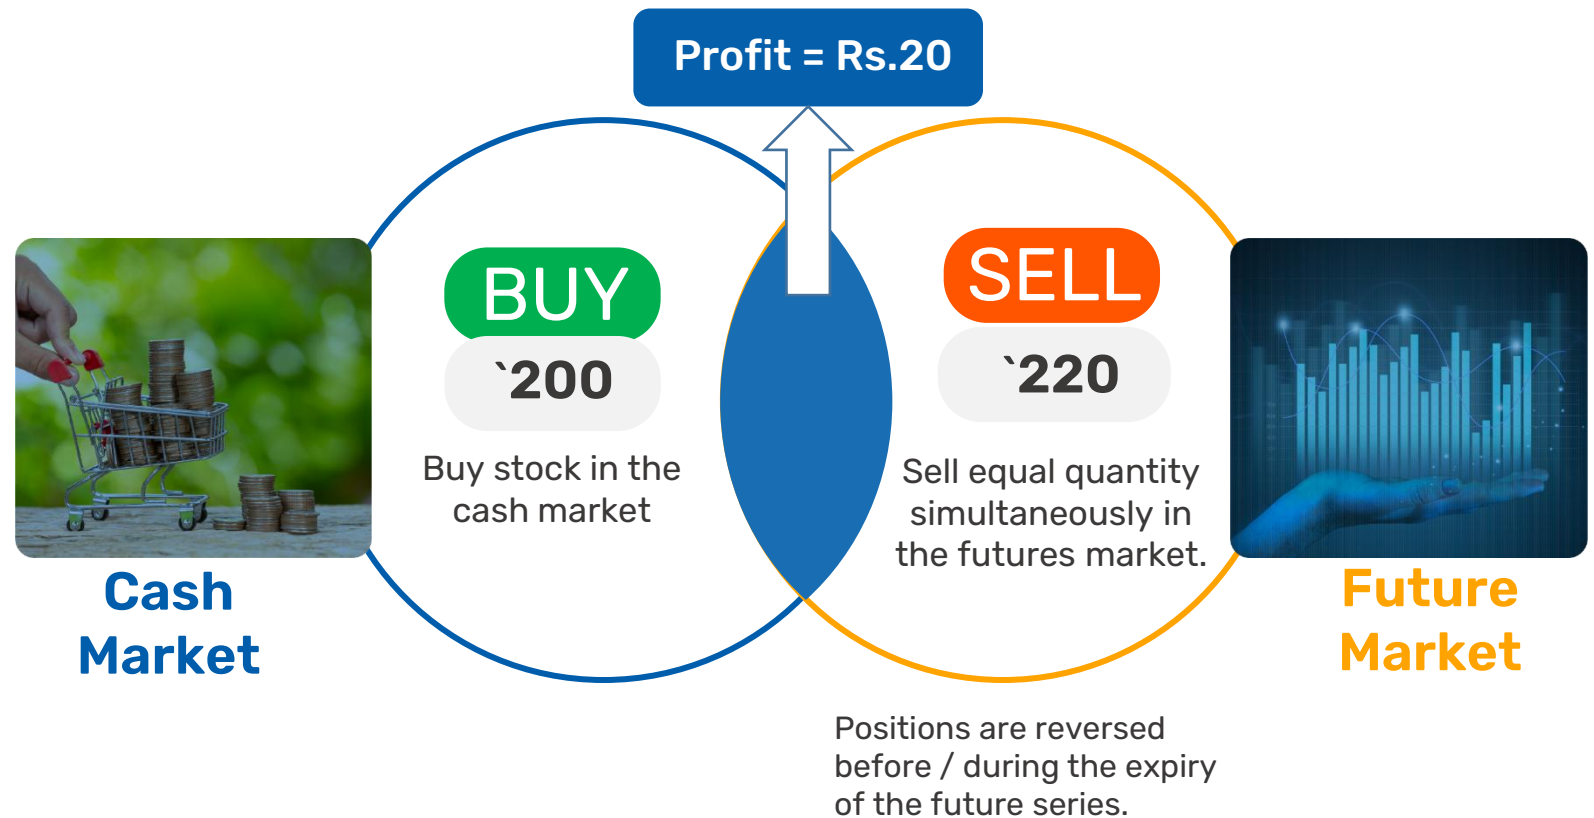 Profit = Rs.20
BUY
`200
Buy stock in the
cash market
SELL
`220
Sell equal quantity
simultaneously in
the futures market.
Cash
Market
Future
Market
Positions are reversed
before / during the expiry
of the future series.